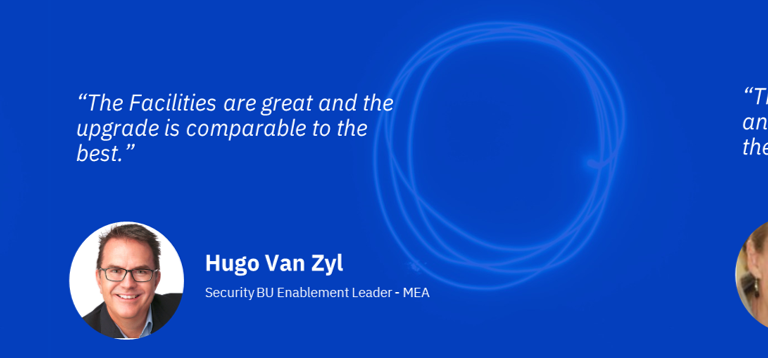 “The Facilities are great and the
upgrade is comparable to the
best.”
Hugo Van Zyl
Security BU Enablement Leader - MEA